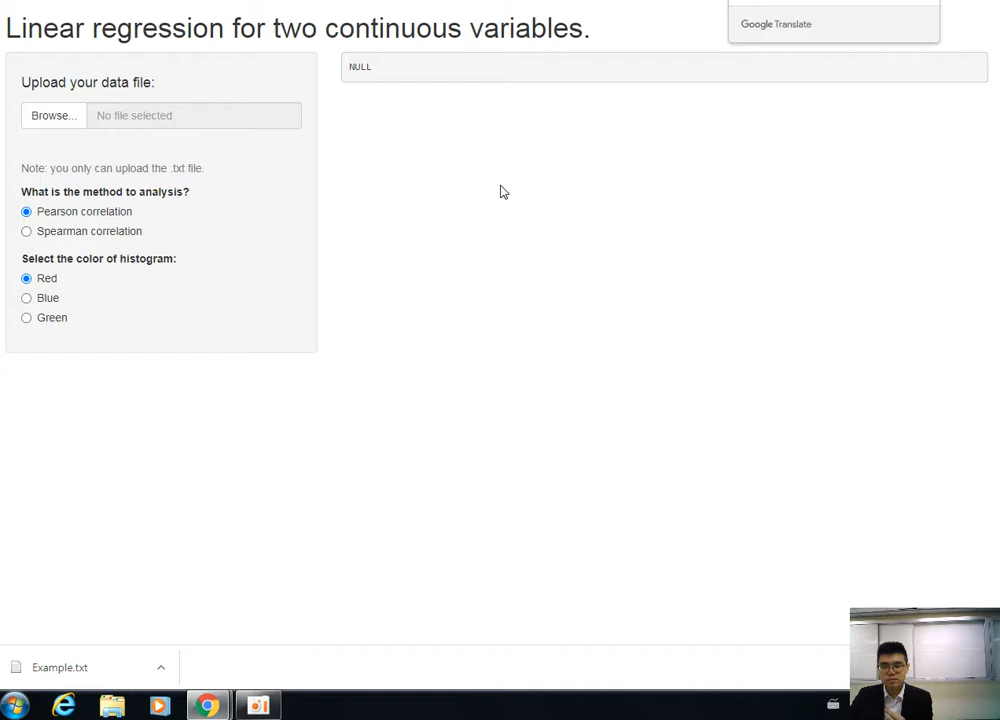 Linear regression for two continuous variables.
Google Translate
Upload your data file:
Browse... No file selected
NULL
Note: you only can upload the .txt file.
What is the method to analysis?
Pearson correlation
Spearman correlation
Select the color of histogram:
Red
Blue
Green
Example.txt